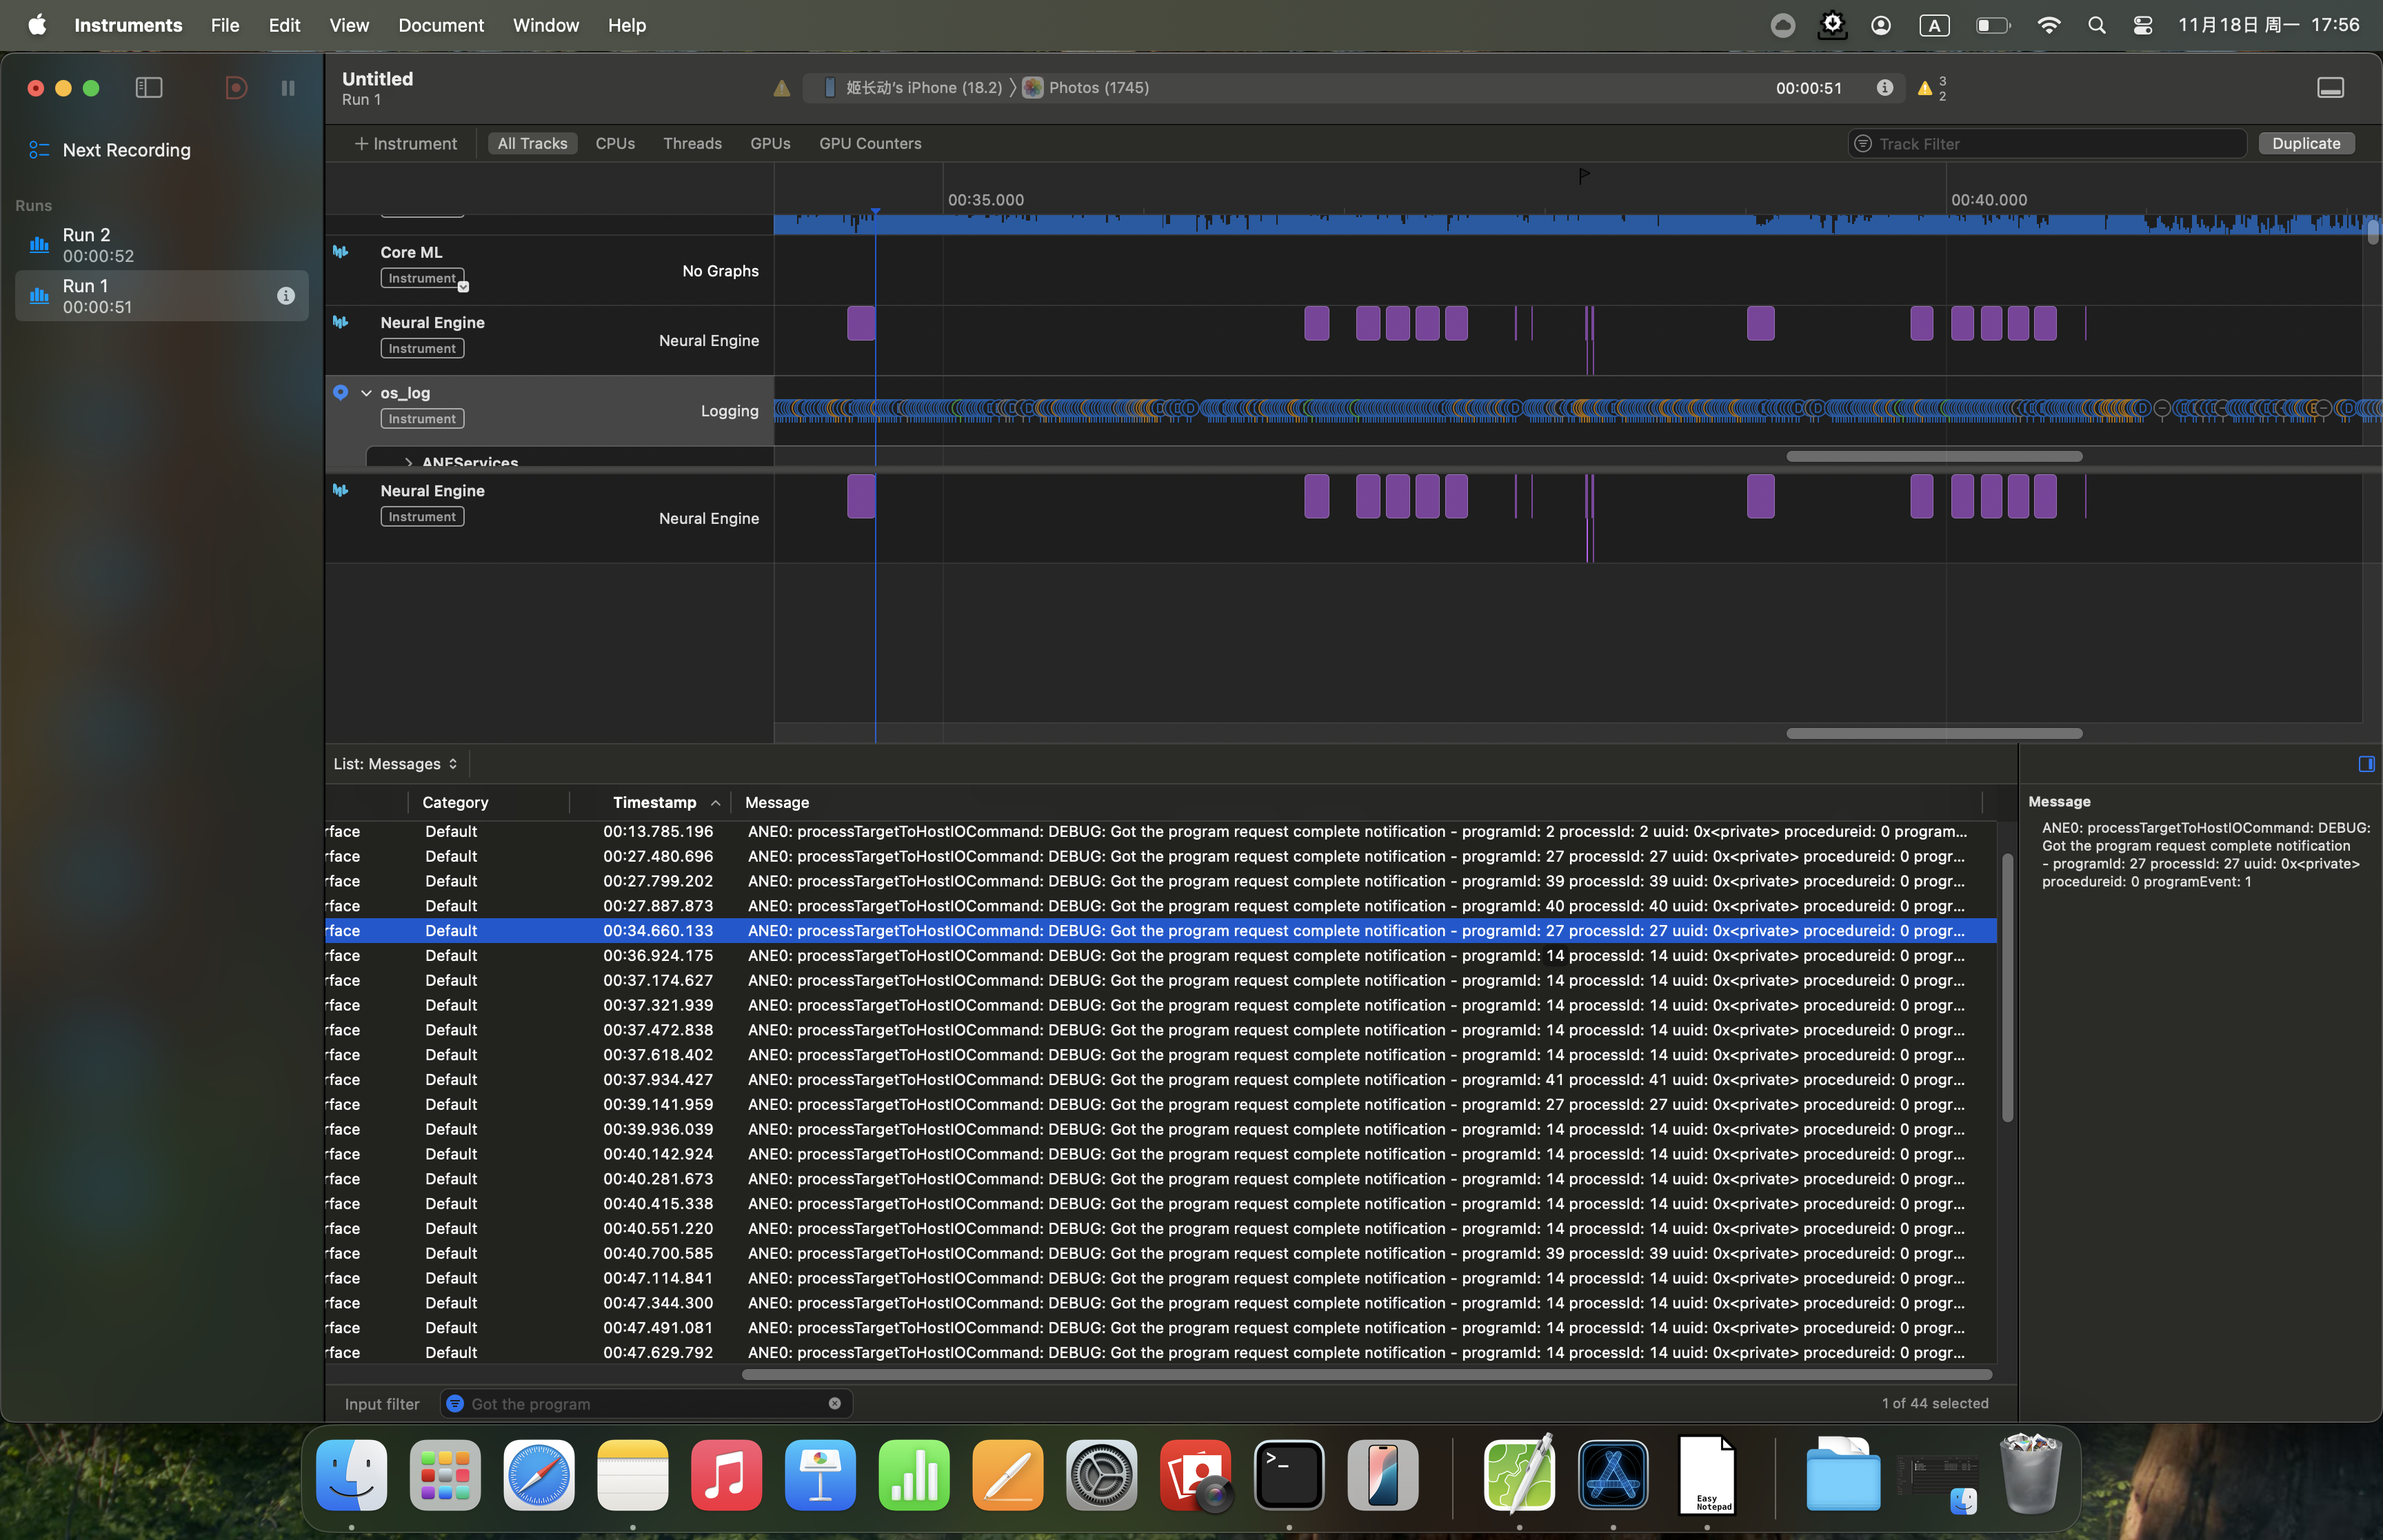 Instruments File Edit View Document Window Help
A 11月18日 周一 17:56
Untitled
Run 1
姬长动's iPhone (18.2) 〉 Photos (1745) 00:00:51
3
2
Next Recording
+ Instrument All Tracks CPUs Threads GPUs GPU Counters
Track Filter
Duplicate
Runs
Run 2
00:00:52
Run 1
00:00:51
00:35.000 00:40.000
Core ML
Instrument
No Graphs
Neural Engine
Instrument
Neural Engine
os_log
Instrument
Logging
ANEServices
Neural Engine
Instrument
Neural Engine
List: Messages
Category Timestamp Message
rface Default 00:13.785.196 ANE0: processTargetToHostIOCommand: DEBUG: Got the program request complete notification - programId: 2 processId: 2 uuid: 0x<private> procedureid: 0 program...
rface Default 00:27.480.696 ANE0: processTargetToHostIOCommand: DEBUG: Got the program request complete notification - programId: 27 processId: 27 uuid: 0x<private> procedureid: 0 progr...
rface Default 00:27.799.202 ANE0: processTargetToHostIOCommand: DEBUG: Got the program request complete notification - programId: 39 processId: 39 uuid: 0x<private> procedureid: 0 progr...
rface Default 00:27.887.873 ANE0: processTargetToHostIOCommand: DEBUG: Got the program request complete notification - programId: 40 processId: 40 uuid: 0x<private> procedureid: 0 progr...
rface Default 00:34.660.133 ANE0: processTargetToHostIOCommand: DEBUG: Got the program request complete notification - programId: 27 processId: 27 uuid: 0x<private> procedureid: 0 progr...
rface Default 00:36.924.175 ANE0: processTargetToHostIOCommand: DEBUG: Got the program request complete notification - programId: 14 processId: 14 uuid: 0x<private> procedureid: 0 progr...
rface Default 00:37.174.627 ANE0: processTargetToHostIOCommand: DEBUG: Got the program request complete notification - programId: 14 processId: 14 uuid: 0x<private> procedureid: 0 progr...
rface Default 00:37.321.939 ANE0: processTargetToHostIOCommand: DEBUG: Got the program request complete notification - programId: 14 processId: 14 uuid: 0x<private> procedureid: 0 progr...
rface Default 00:37.472.838 ANE0: processTargetToHostIOCommand: DEBUG: Got the program request complete notification - programId: 14 processId: 14 uuid: 0x<private> procedureid: 0 progr...
rface Default 00:37.618.402 ANE0: processTargetToHostIOCommand: DEBUG: Got the program request complete notification - programId: 14 processId: 14 uuid: 0x<private> procedureid: 0 progr...
rface Default 00:37.934.427 ANE0: processTargetToHostIOCommand: DEBUG: Got the program request complete notification - programId: 41 processId: 41 uuid: 0x<private> procedureid: 0 progr...
rface Default 00:39.141.959 ANE0: processTargetToHostIOCommand: DEBUG: Got the program request complete notification - programId: 27 processId: 27 uuid: 0x<private> procedureid: 0 progr...
rface Default 00:39.936.039 ANE0: processTargetToHostIOCommand: DEBUG: Got the program request complete notification - programId: 14 processId: 14 uuid: 0x<private> procedureid: 0 progr...
rface Default 00:40.142.924 ANE0: processTargetToHostIOCommand: DEBUG: Got the program request complete notification - programId: 14 processId: 14 uuid: 0x<private> procedureid: 0 progr...
rface Default 00:40.281.673 ANE0: processTargetToHostIOCommand: DEBUG: Got the program request complete notification - programId: 14 processId: 14 uuid: 0x<private> procedureid: 0 progr...
rface Default 00:40.415.338 ANE0: processTargetToHostIOCommand: DEBUG: Got the program request complete notification - programId: 14 processId: 14 uuid: 0x<private> procedureid: 0 progr...
rface Default 00:40.551.220 ANE0: processTargetToHostIOCommand: DEBUG: Got the program request complete notification - programId: 14 processId: 14 uuid: 0x<private> procedureid: 0 progr...
rface Default 00:40.700.585 ANE0: processTargetToHostIOCommand: DEBUG: Got the program request complete notification - programId: 39 processId: 39 uuid: 0x<private> procedureid: 0 progr...
rface Default 00:47.114.841 ANE0: processTargetToHostIOCommand: DEBUG: Got the program request complete notification - programId: 14 processId: 14 uuid: 0x<private> procedureid: 0 progr...
rface Default 00:47.344.300 ANE0: processTargetToHostIOCommand: DEBUG: Got the program request complete notification - programId: 14 processId: 14 uuid: 0x<private> procedureid: 0 progr...
rface Default 00:47.491.081 ANE0: processTargetToHostIOCommand: DEBUG: Got the program request complete notification - programId: 14 processId: 14 uuid: 0x<private> procedureid: 0 progr...
rface Default 00:47.629.792 ANE0: processTargetToHostIOCommand: DEBUG: Got the program request complete notification - programId: 14 processId: 14 uuid: 0x<private> procedureid: 0 progr...
Message
ANE0: processTargetToHostIOCommand: DEBUG:
Got the program request complete notification
- programId: 27 processId: 27 uuid: 0x<private>
procedureid: 0 programEvent: 1
Input filter Got the program 1 of 44 selected
Easy
Notepad